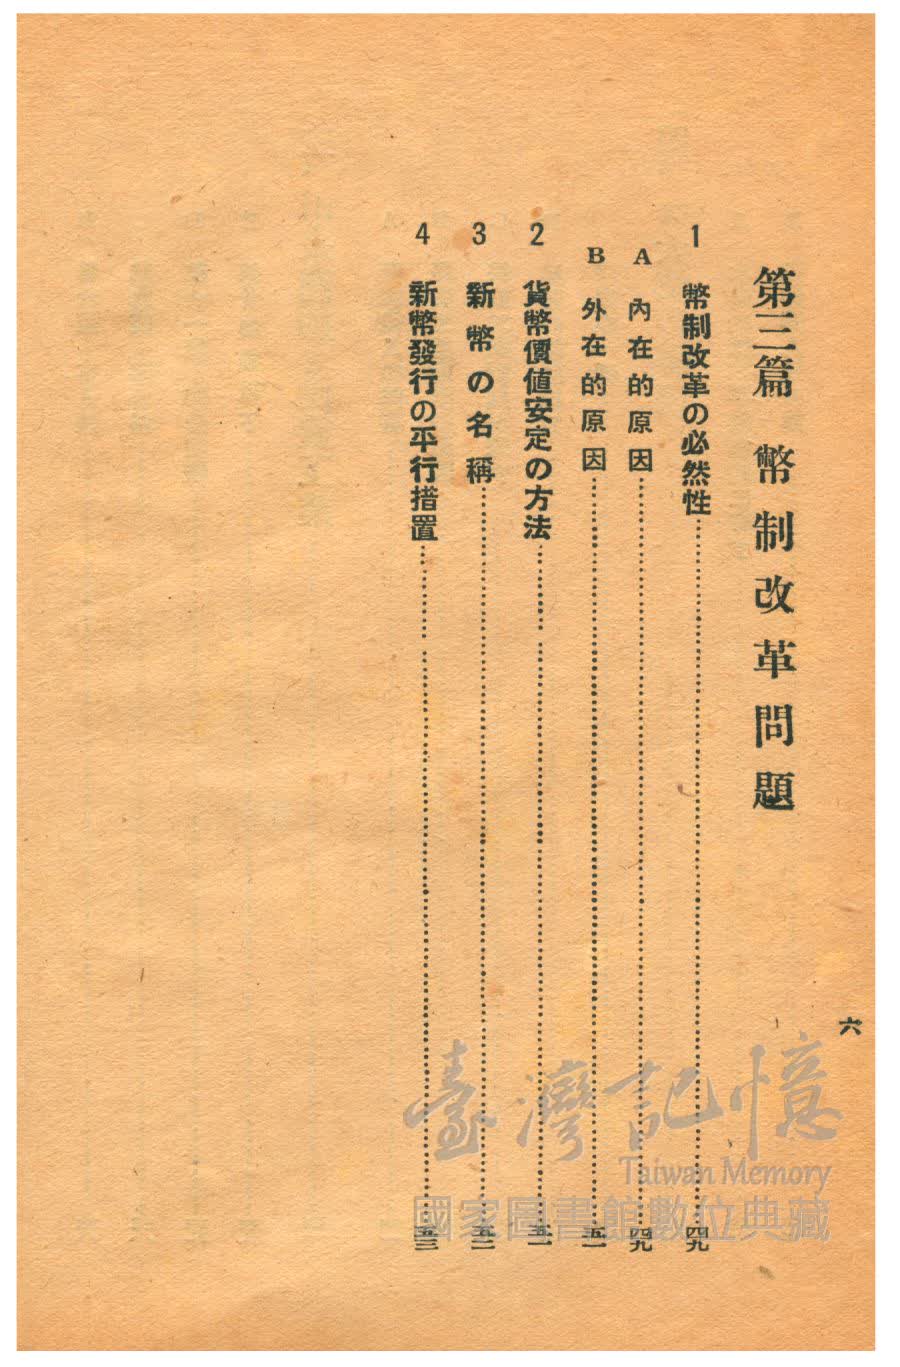 第三篇 幣制改革問題
1 幣制改革の必然性……四九
A 內在的原因……四九
B 外在的原因……五一
2 貨幣價値安定の方法……五一
3 新幣の名稱……五二
4 新幣發行の平行措置……五三
六
臺灣記憶
Taiwan Memory
國家圖書館數位典藏